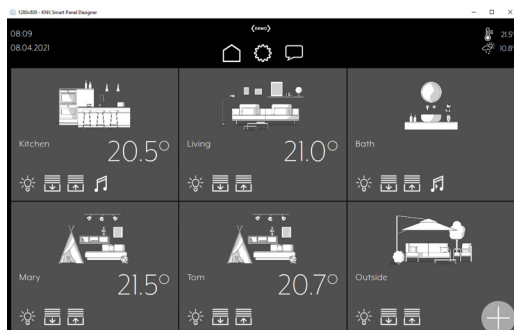 1280x800 - KNX Smart Panel Designer
08:09
08.04.2021
(DEMO)
21.5°
10.8°
Kitchen
20.5°
Living
21.0°
Bath
Mary
21.5°
Tom
20.7°
Outside